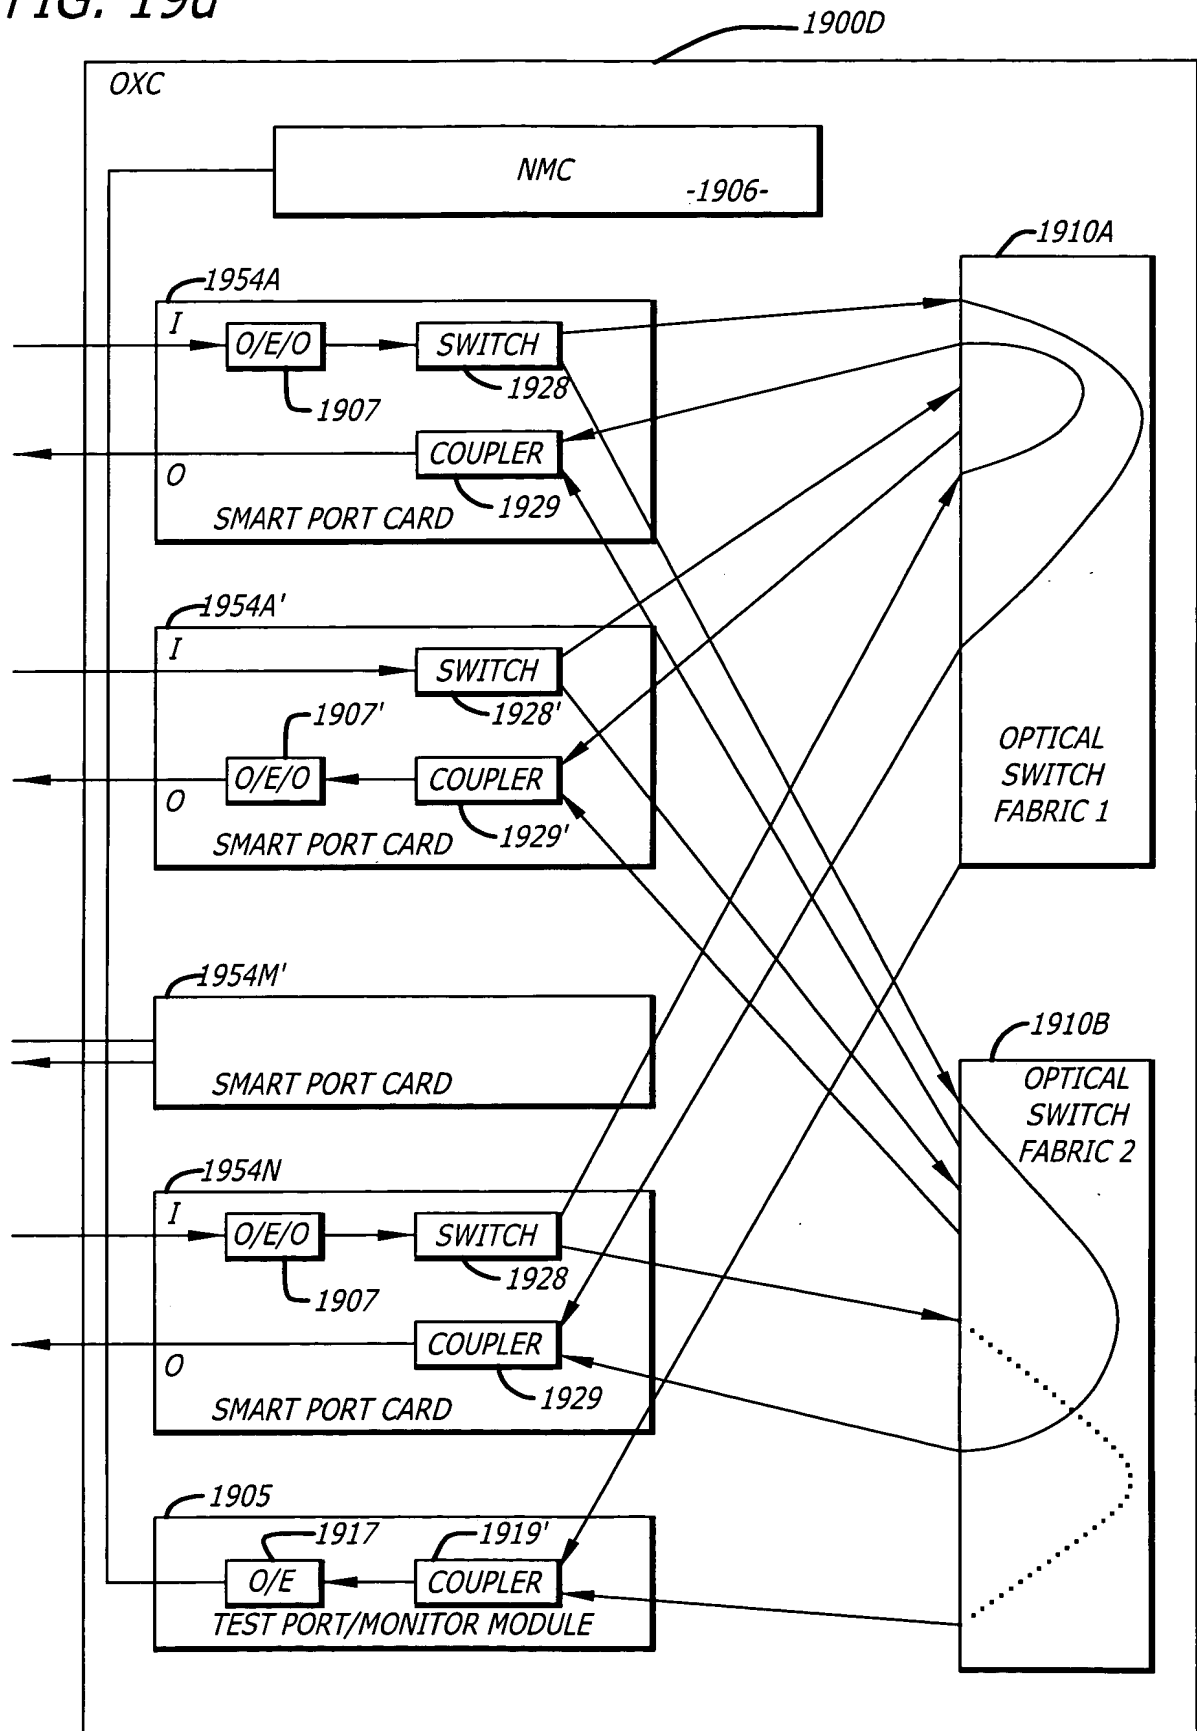 FIG. 19d
1900D
OXC
NMC
-1906-
1910A
1954A
I
O/E/O
SWITCH
1928
1907
COUPLER
O
1929
SMART PORT CARD
1954A'
I
SWITCH
1907'
1928'
OPTICAL
SWITCH
FABRIC 1
O/E/O
COUPLER
O
1929'
SMART PORT CARD
1954M'
SMART PORT CARD
1910B
OPTICAL
SWITCH
FABRIC 2
1954N
I
O/E/O
SWITCH
1928
1907
COUPLER
O
1929
SMART PORT CARD
1905
1917
1919'
O/E
COUPLER
TEST PORT/MONITOR MODULE